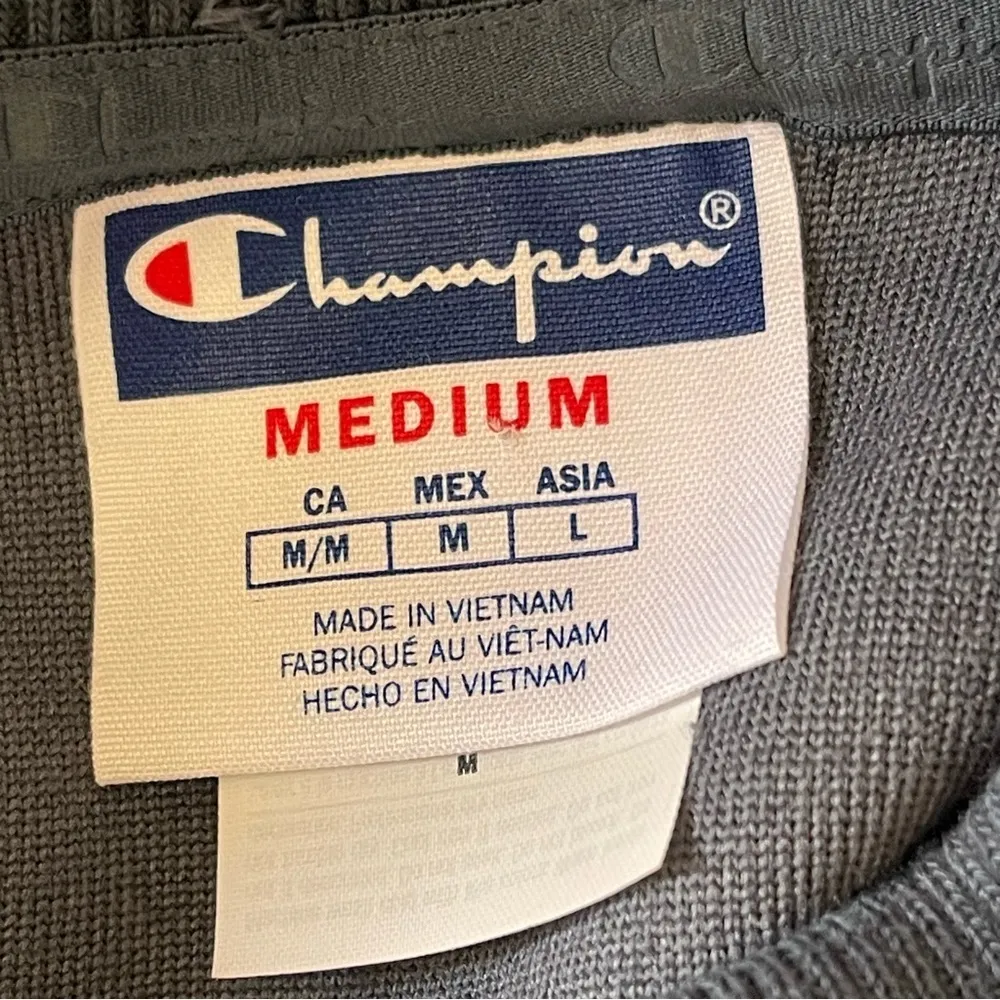 Champion®
MEDIUM
CA MEX ASIA
M/M M L
MADE IN VIETNAM
FABRIQUÉ AU VIÊT-NAM
HECHO EN VIETNAM
M